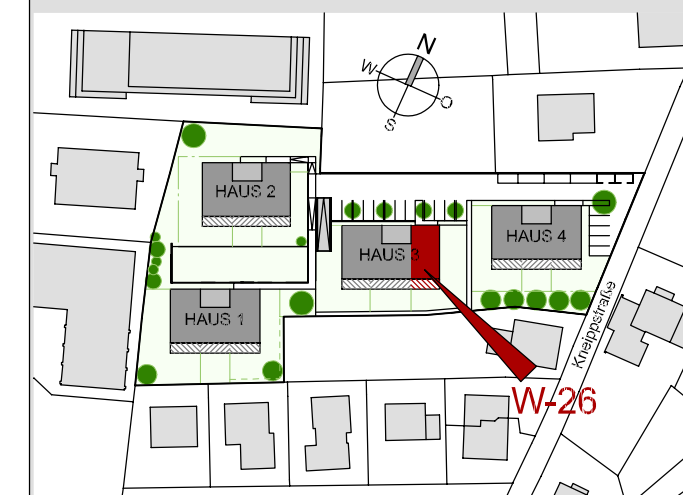 N
W
O
S
HAUS 2
HAUS 3
HAUS 4
HAUS 1
Kneippstraße
W-26